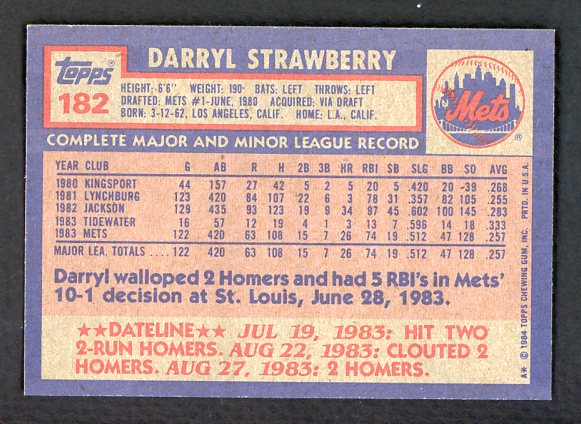 DARRYL STRAWBERRY
Topps
182
HEIGHT: 6'6" WEIGHT: 190 BATS: LEFT THROWS: LEFT
DRAFTED: METS #1-JUNE, 1980 ACQUIRED: VIA DRAFT
BORN: 3-12-62, LOS ANGELES, CALIF. HOME: L.A., CALIF.
NY
Mets
®
COMPLETE MAJOR AND MINOR LEAGUE RECORD
YEAR CLUB G AB R H 2B 3B HR RBI SB SLG BB SO AVG
1980 KINGSPORT 44 157 27 42 5 2 5 20 5 .420 20 39 .268
1981 LYNCHBURG 123 420 84 107 22 6 13 78 31 .420 82 105 .255
1982 JACKSON 129 435 93 123 19 9 34 97 45 .602 100 145 .283
1983 TIDEWATER 16 57 12 19 4 1 3 13 7 .596 14 18 .333
1983 METS 122 420 63 108 15 7 26 74 19 .512 47 128 .257
MAJOR LEA. TOTALS 122 420 63 108 15 7 26 74 19 .512 47 128 .257
Darryl walloped 2 Homers and had 5 RBI's in Mets'
10-1 decision at St. Louis, June 28, 1983.
★★DATELINE★★ JUL 19, 1983: HIT TWO
2-RUN HOMERS. AUG 22, 1983: CLOUTED 2
HOMERS. AUG 27, 1983: 2 HOMERS.
A* © 1984 TOPPS CHEWING GUM, INC. PRTD. IN U.S.A.